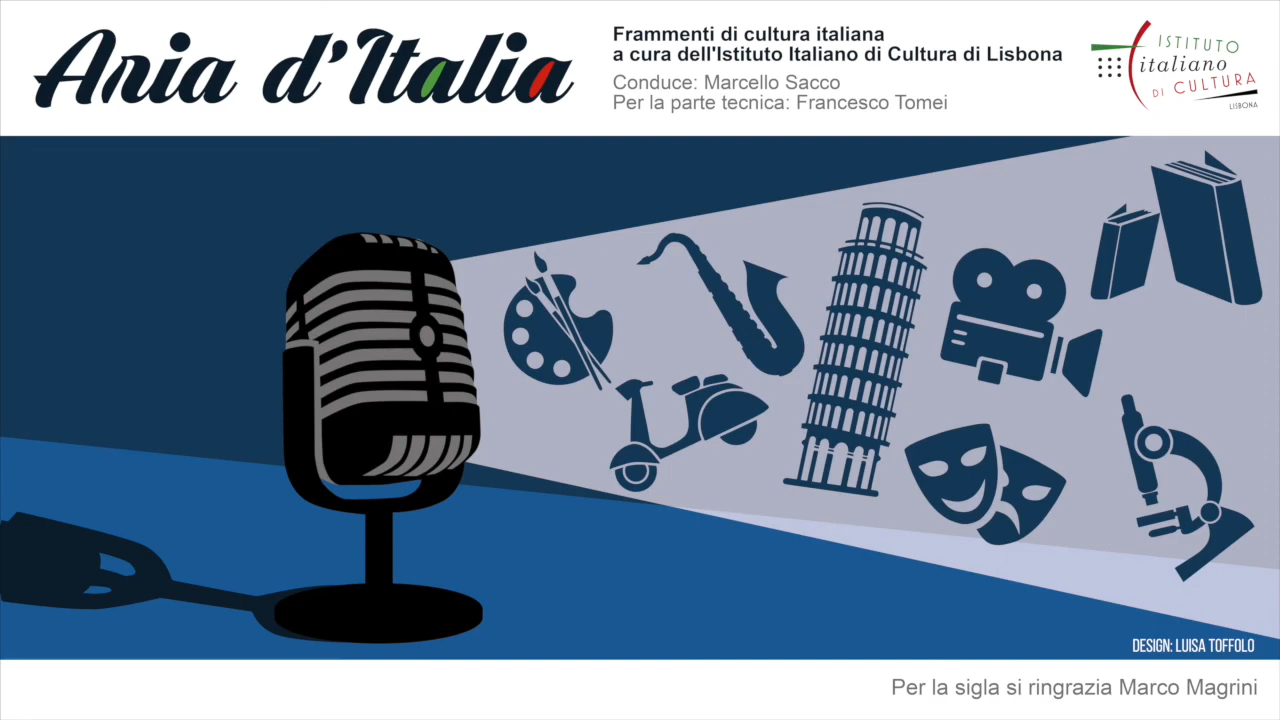 Aria d'Italia
Frammenti di cultura italiana
a cura dell'Istituto Italiano di Cultura di Lisbona
Conduce: Marcello Sacco
Per la parte tecnica: Francesco Tomei
ISTITUTO
italiano
DI CULTURA
LISBONA
DESIGN: LUISA TOFFOLO
Per la sigla si ringrazia Marco Magrini